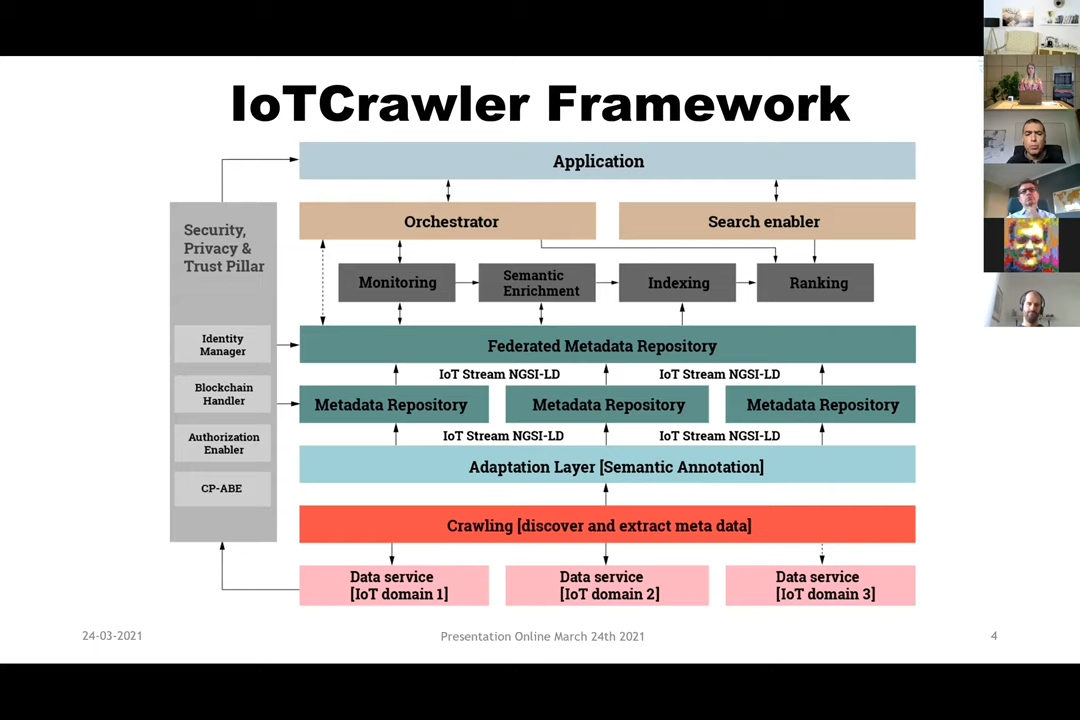 IoTCrawler Framework
Application
Security,
Privacy &
Trust Pillar
Orchestrator
Search enabler
Monitoring
Semantic
Enrichment
Indexing
Ranking
Identity
Manager
Federated Metadata Repository
IoT Stream NGSI-LD
IoT Stream NGSI-LD
Blockchain
Handler
Metadata Repository
Metadata Repository
Metadata Repository
IoT Stream NGSI-LD
IoT Stream NGSI-LD
Authorization
Enabler
Adaptation Layer [Semantic Annotation]
CP-ABE
Crawling [discover and extract meta data]
Data service
[IoT domain 1]
Data service
[IoT domain 2]
Data service
[IoT domain 3]
24-03-2021
Presentation Online March 24th 2021
4